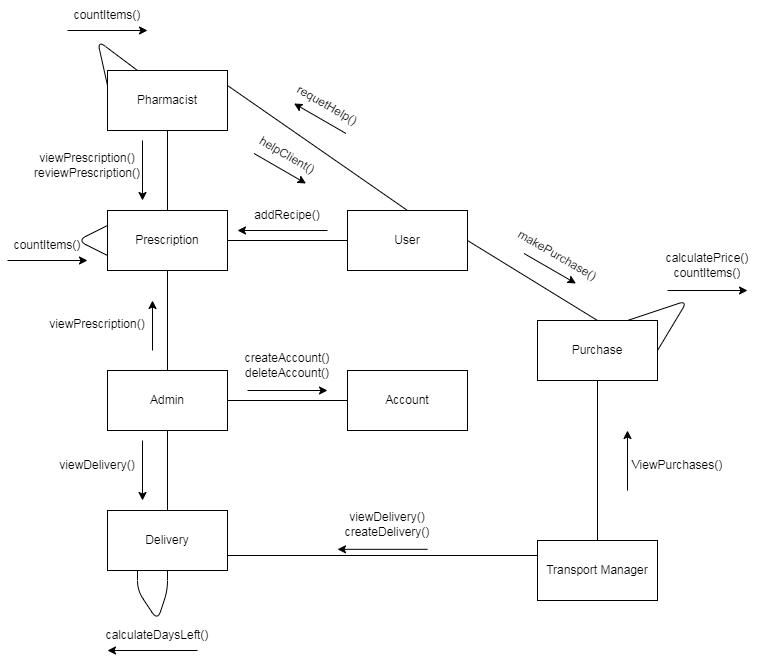 countItems()
Pharmacist
requetHelp()
helpClient()
viewPrescription()
reviewPrescription()
addRecipe()
countItems()
Prescription
User
makePurchase()
calculatePrice()
countItems()
viewPrescription()
Purchase
createAccount()
deleteAccount()
Admin
Account
viewDelivery()
ViewPurchases()
viewDelivery()
createDelivery()
Delivery
Transport Manager
calculateDaysLeft()